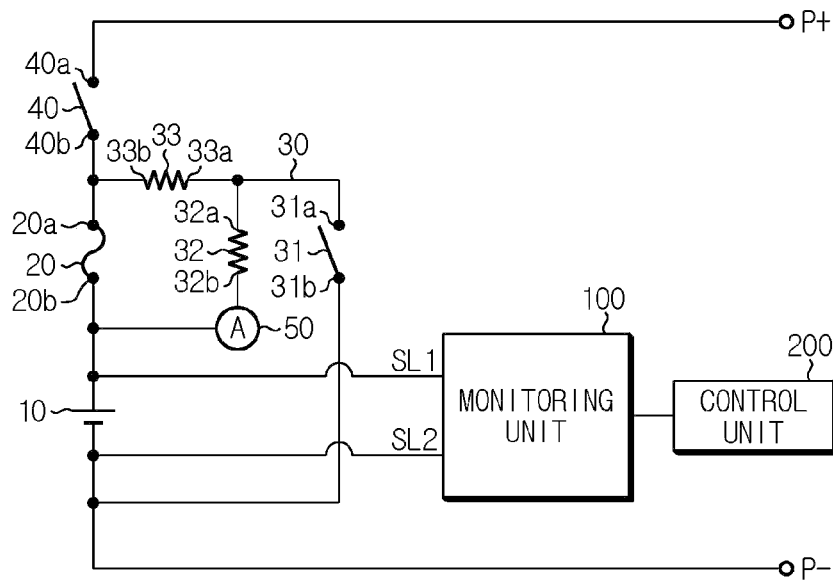 P+
40a
40
40b
33
33b
33a
30
20a
32a
31a
20
32
31
20b
32b
31b
A
50
100
200
SL1
10
MONITORING
UNIT
CONTROL
UNIT
SL2
P-